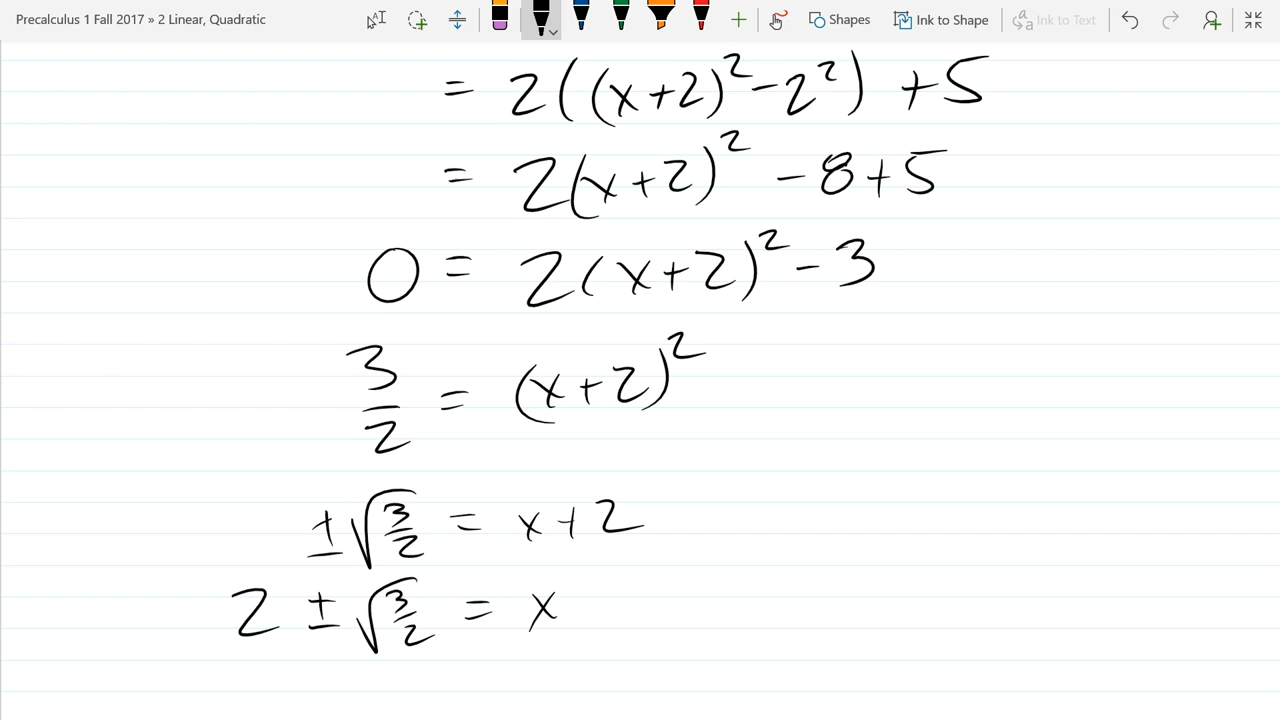 Precalculus 1 Fall 2017 » 2 Linear, Quadratic
Shapes
Ink to Shape
Ink to Text
= 2((x+2)² - 2²) + 5
= 2(x+2)² - 8 + 5
0 = 2(x+2)² - 3
3/2 = (x+2)²
± √(3/2) = x+2
2 ± √(3/2) = x